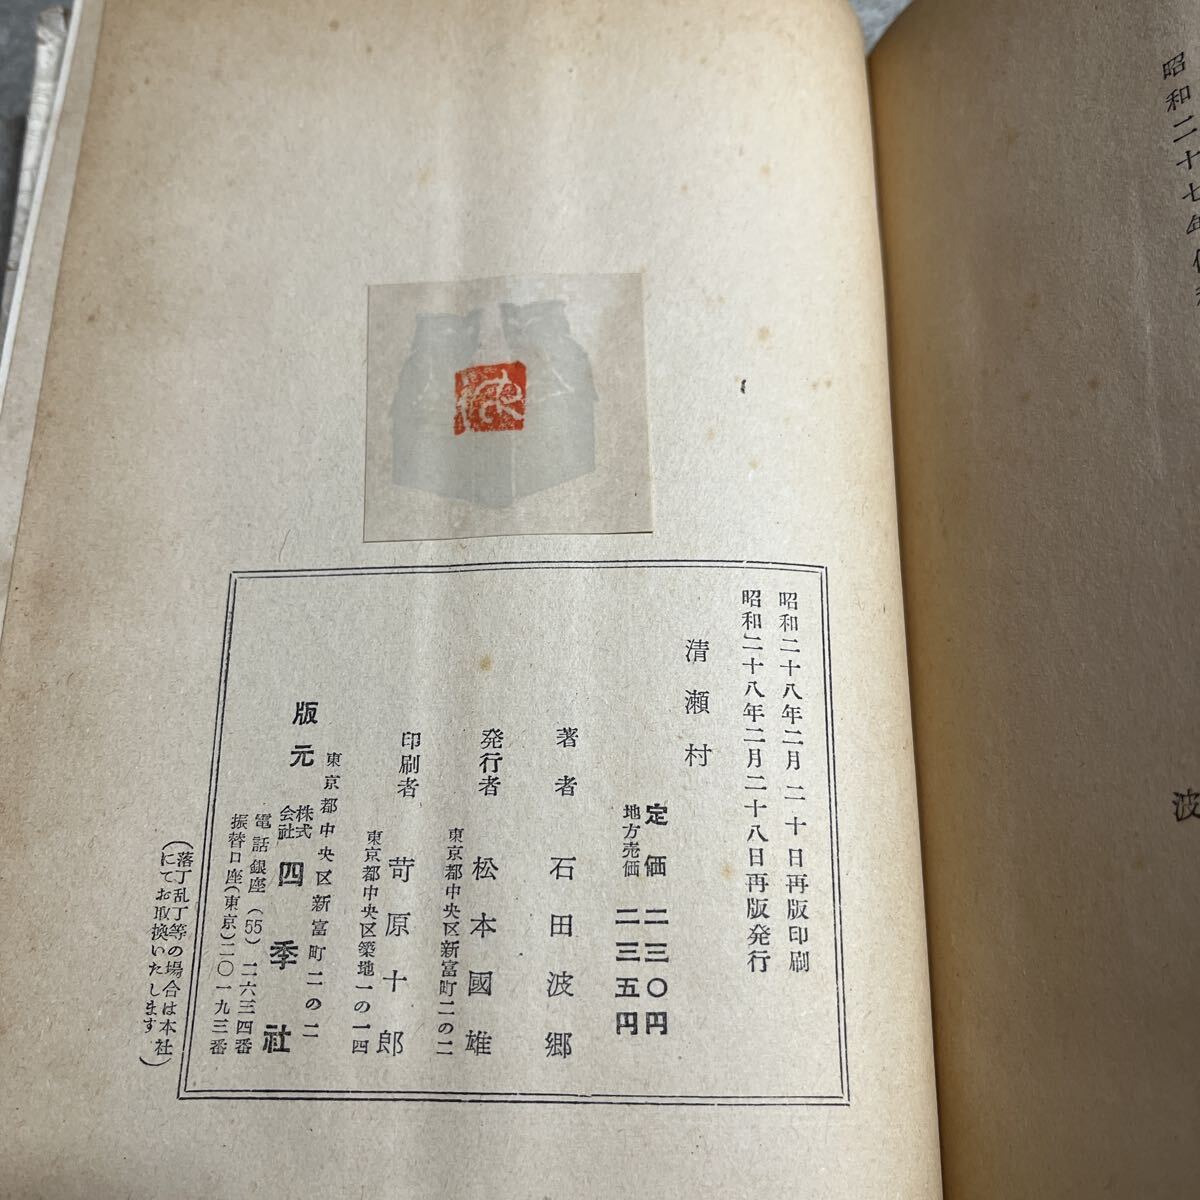 昭和二十七年
波
昭和二十八年二月二十日再版印刷
昭和二十八年二月二十八日再版発行
清瀬村
定価 二三〇円
地方売価 二三五円
著者 石田波郷
発行者 松本國雄
東京都中央区新富町二の二
印刷者 苛原十郎
東京都中央区築地一の一四
版元
東京都中央区新富町二の二
株式会社 四季社
電話銀座(55)二六三四番
振替口座(東京)二〇一九三番
(落丁乱丁等の場合は本社
にてお取換いたします)